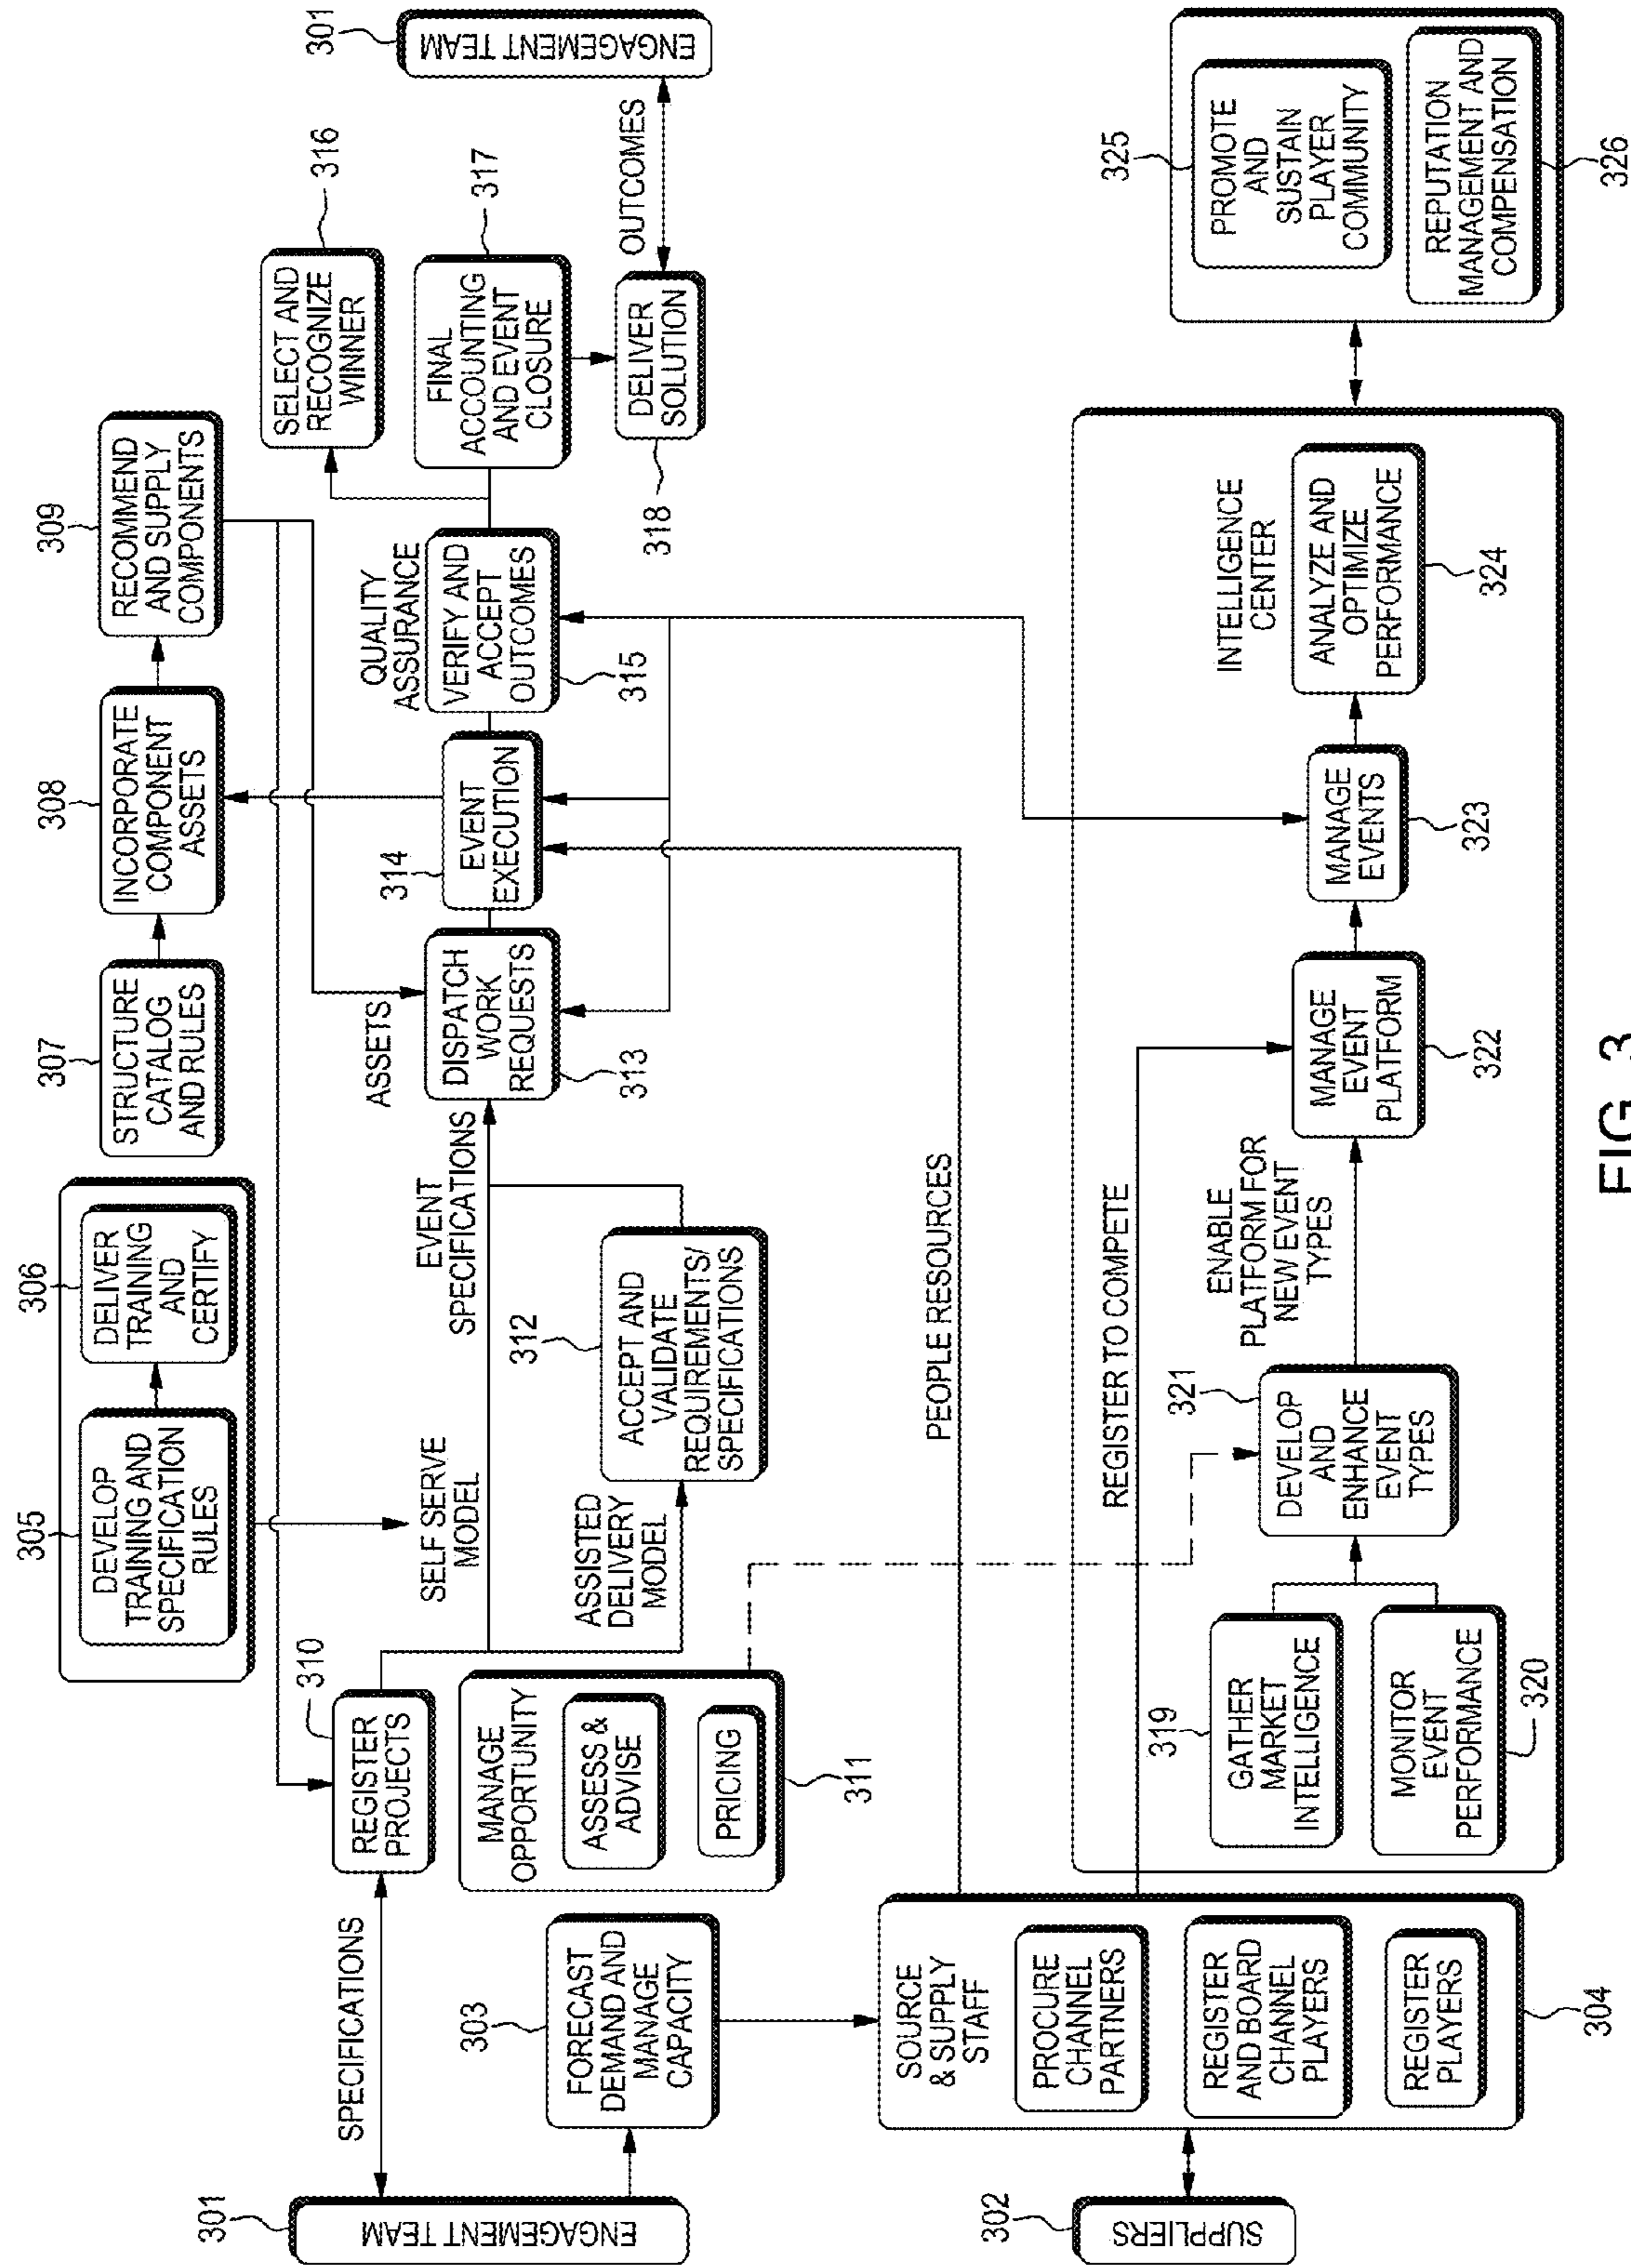 301
ENGAGEMENT TEAM
SPECIFICATIONS
302
SUPPLIERS
303
FORECAST
DEMAND AND
MANAGE
CAPACITY
SOURCE
& SUPPLY
STAFF
PROCURE
CHANNEL
PARTNERS
REGISTER
AND BOARD
CHANNEL
PLAYERS
REGISTER
PLAYERS
304
305
DEVELOP
TRAINING AND
SPECIFICATION
RULES
306
DELIVER
TRAINING
AND
CERTIFY
307
STRUCTURE
CATALOG
AND RULES
308
INCORPORATE
COMPONENT
ASSETS
309
RECOMMEND
AND SUPPLY
COMPONENTS
310
REGISTER
PROJECTS
MANAGE
OPPORTUNITY
ASSESS &
ADVISE
PRICING
311
SELF SERVE
MODEL
ASSISTED
DELIVERY
MODEL
312
ACCEPT AND
VALIDATE
REQUIREMENTS/
SPECIFICATIONS
EVENT
SPECIFICATIONS
ASSETS
DISPATCH
WORK
REQUESTS
313
314
EVENT
EXECUTION
QUALITY
ASSURANCE
VERIFY AND
ACCEPT
OUTCOMES
315
SELECT AND
RECOGNIZE
WINNER
316
FINAL
ACCOUNTING
AND EVENT
CLOSURE
317
DELIVER
SOLUTION
318
OUTCOMES
301
ENGAGEMENT TEAM
PEOPLE RESOURCES
REGISTER TO COMPETE
319
GATHER
MARKET
INTELLIGENCE
MONITOR
EVENT
PERFORMANCE
320
321
DEVELOP
AND
ENHANCE
EVENT
TYPES
ENABLE
PLATFORM FOR
NEW EVENT
TYPES
MANAGE
EVENT
PLATFORM
322
MANAGE
EVENTS
323
INTELLIGENCE
CENTER
ANALYZE AND
OPTIMIZE
PERFORMANCE
324
325
PROMOTE
AND
SUSTAIN
PLAYER
COMMUNITY
REPUTATION
MANAGEMENT AND
COMPENSATION
326
FIG. 3